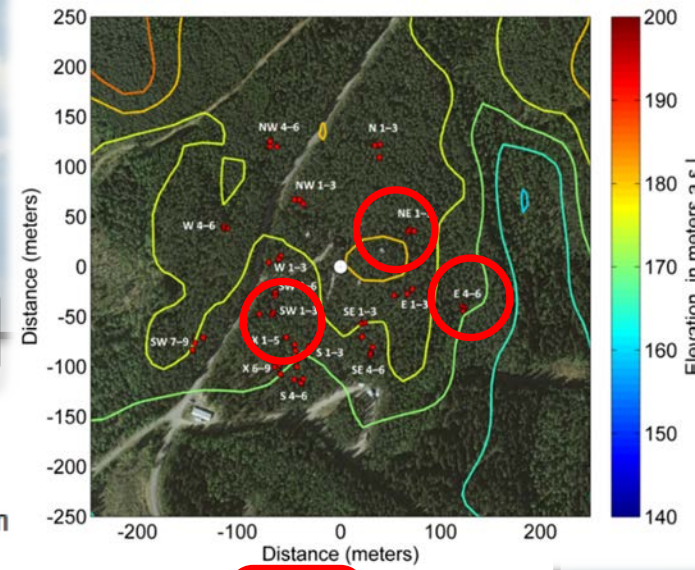 250
200
150
100
50
0
-50
-100
-150
-200
-250
Distance (meters)
-200
-100
0
100
200
Distance (meters)
NW 4–6
N 1–3
NW 1–3
NE 1–
W 4–6
W 1–3
SW 1–3
E 1–3
E 4–6
SE 1–3
SW 7–9
X 1–5
S 1–3
X 6–9
SE 4–6
S 4–6
200
190
180
170
160
150
140
Elevation, in meters a.s.l.